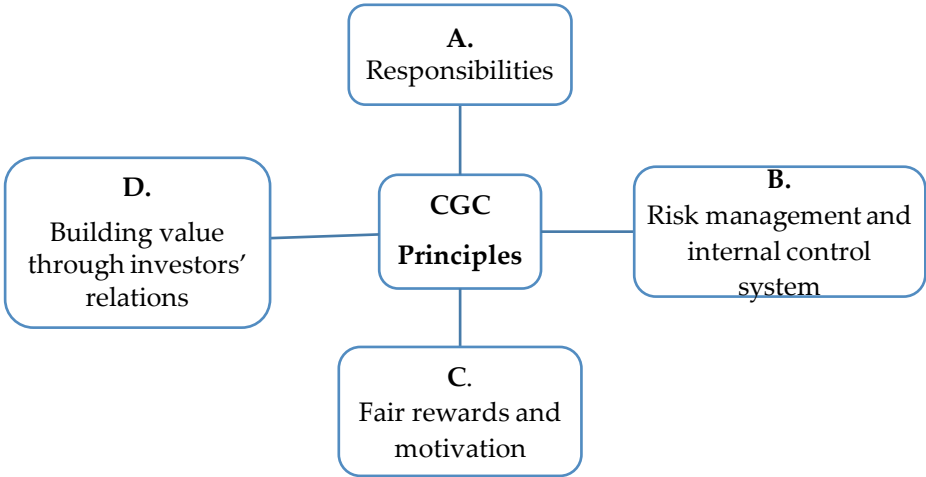 A.
Responsibilities
D.
Building value
through investors’
relations
CGC
Principles
B.
Risk management and
internal control
system
C.
Fair rewards and
motivation